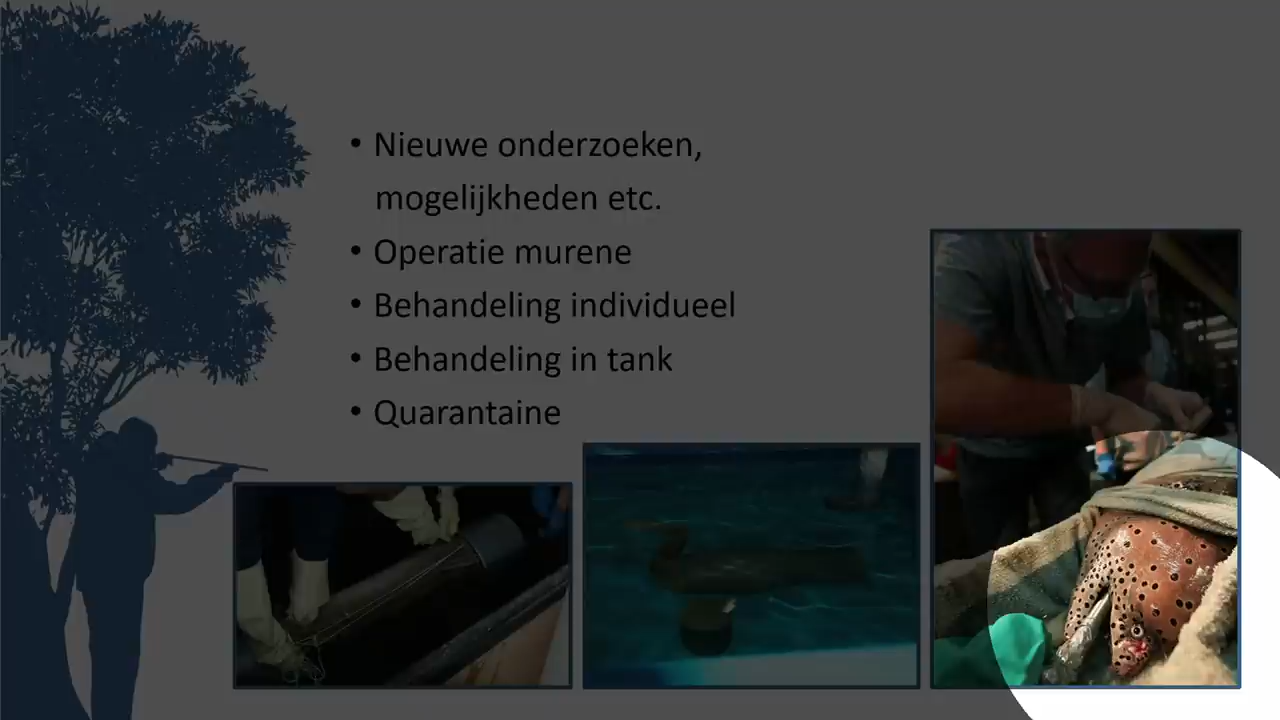 • Nieuwe onderzoeken,
mogelijkheden etc.
• Operatie murene
• Behandeling individueel
• Behandeling in tank
• Quarantaine